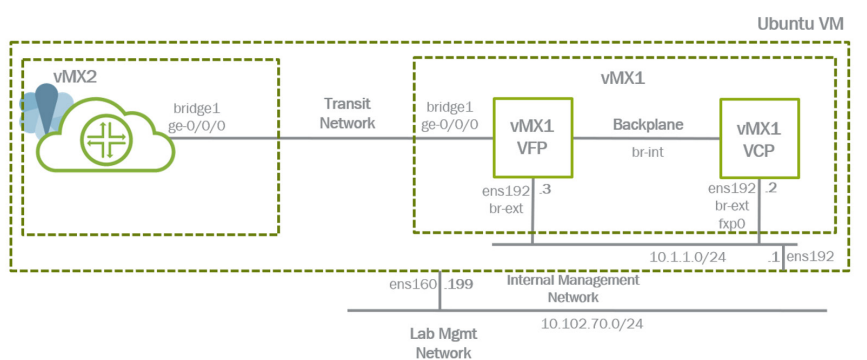 Ubuntu VM
vMX2
vMX1
bridge1
ge-0/0/0
Transit
Network
bridge1
ge-0/0/0
vMX1
VFP
Backplane
br-int
vMX1
VCP
ens192 .3
br-ext
ens192 .2
br-ext
fxp0
10.1.1.0/24 .1 ens192
ens160 .199
Internal Management
Network
10.102.70.0/24
Lab Mgmt
Network